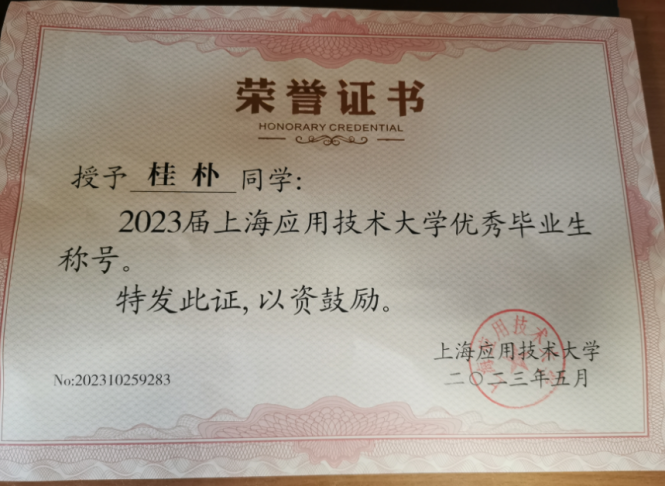 荣誉证书
HONORARY CREDENTIAL
授予 桂朴 同学:
2023届上海应用技术大学优秀毕业生
称号。
特发此证,以资鼓励。
上海应用技术大学
No:202310259283
二〇二三年五月